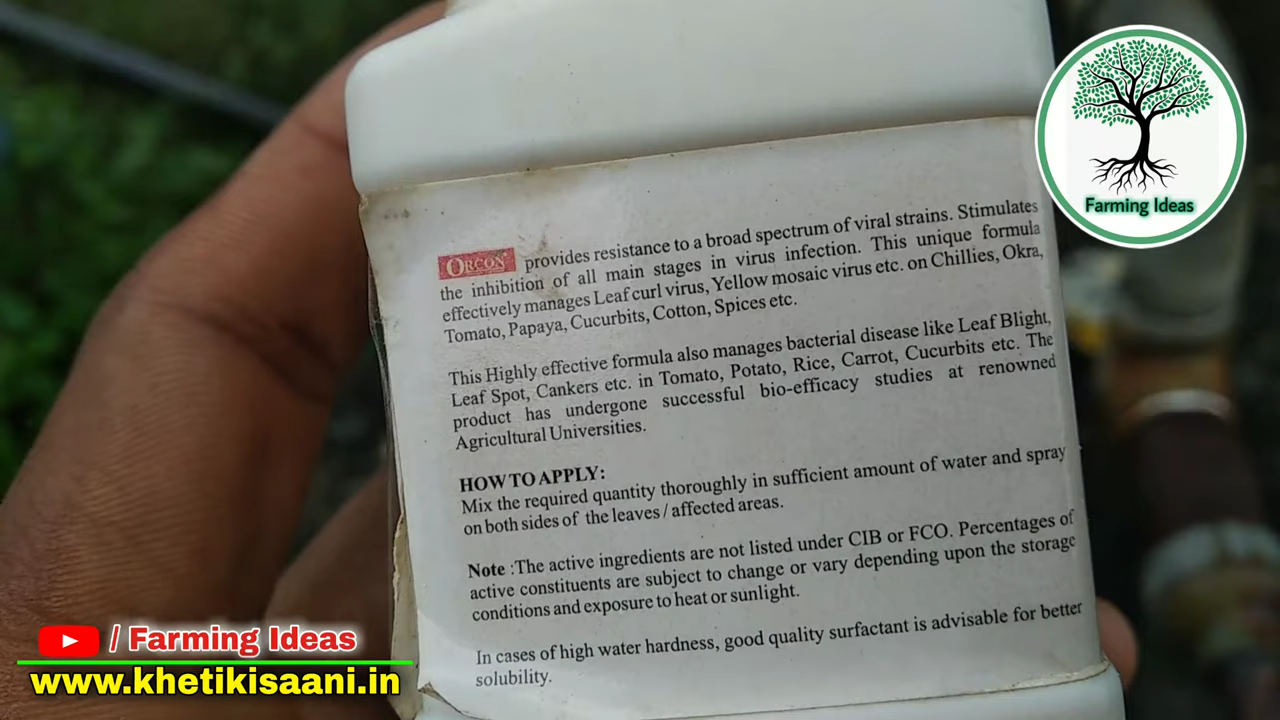 ORCON provides resistance to a broad spectrum of viral strains. Stimulates
the inhibition of all main stages in virus infection. This unique formula
effectively manages Leaf curl virus, Yellow mosaic virus etc. on Chillies, Okra,
Tomato, Papaya, Cucurbits, Cotton, Spices etc.
This Highly effective formula also manages bacterial disease like Leaf Blight,
Leaf Spot, Cankers etc. in Tomato, Potato, Rice, Carrot, Cucurbits etc. The
product has undergone successful bio-efficacy studies at renowned
Agricultural Universities.
HOW TO APPLY:
Mix the required quantity thoroughly in sufficient amount of water and spray
on both sides of the leaves / affected areas.
Note :The active ingredients are not listed under CIB or FCO. Percentages of
active constituents are subject to change or vary depending upon the storage
conditions and exposure to heat or sunlight.
In cases of high water hardness, good quality surfactant is advisable for better
solubility.
Farming Ideas
/ Farming Ideas
www.khetikisaani.in